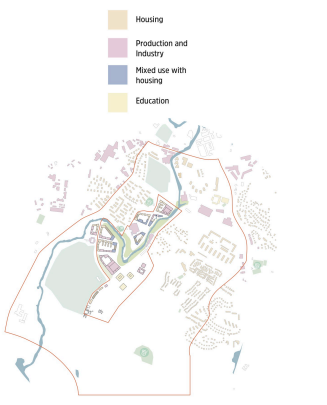 Housing
Production and
Industry
Mixed use with
housing
Education